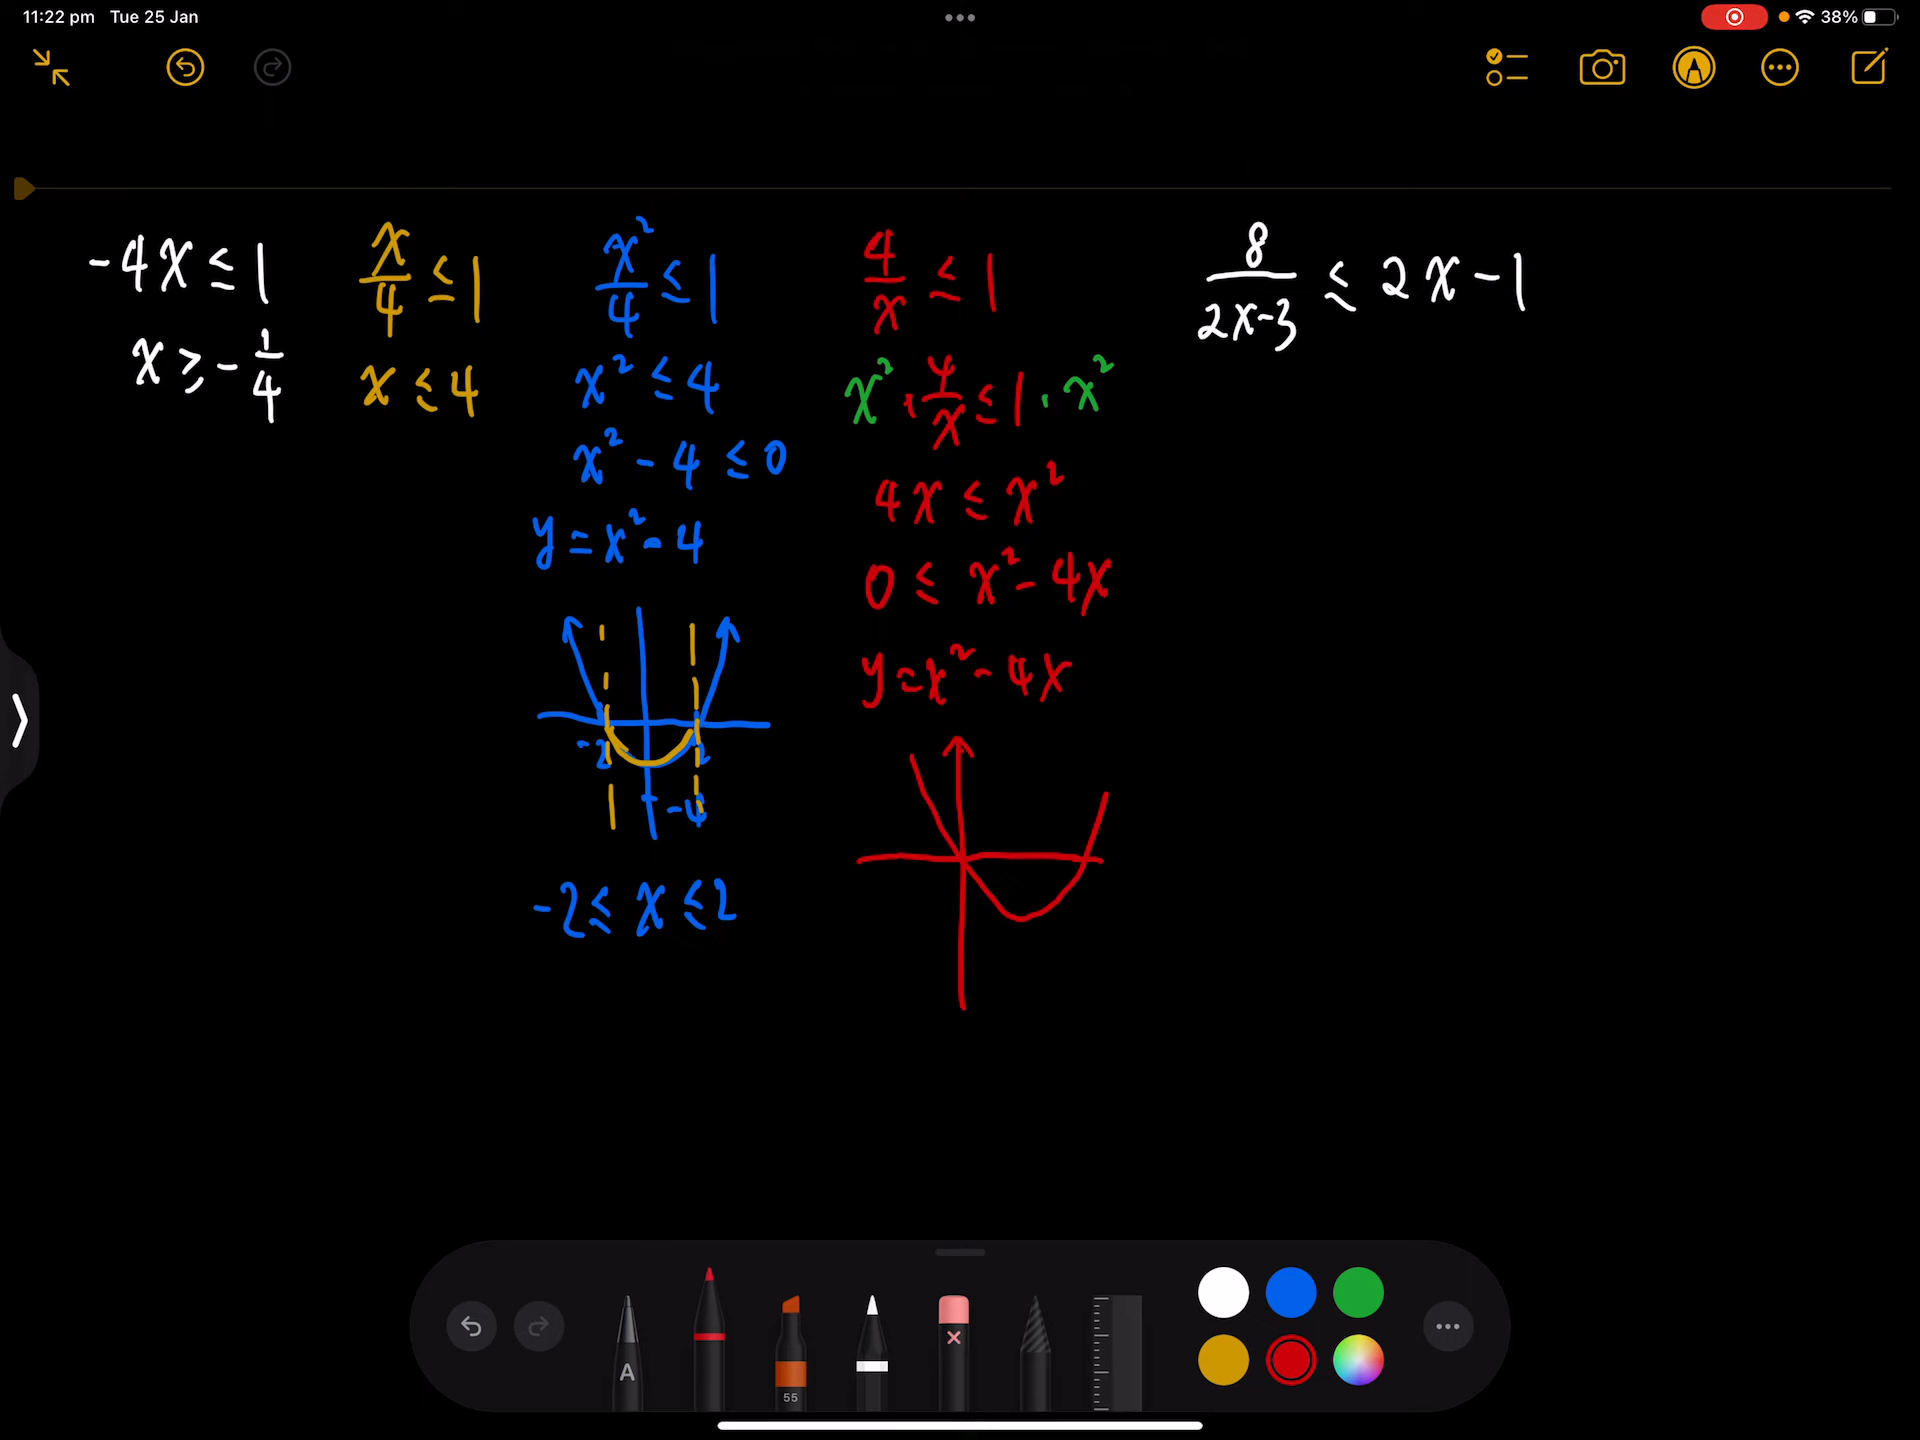 11:22 pm Tue 25 Jan
38%
-4x ≤ 1
x ≥ -1/4
x/4 ≤ 1
x ≤ 4
x²/4 ≤ 1
x² ≤ 4
x² - 4 ≤ 0
y = x² - 4
-2 2
-4
-2 ≤ x ≤ 2
4/x ≤ 1
x² · 4/x ≤ 1 · x²
4x ≤ x²
0 ≤ x² - 4x
y = x² - 4x
8/(2x-3) ≤ 2x - 1
A
55